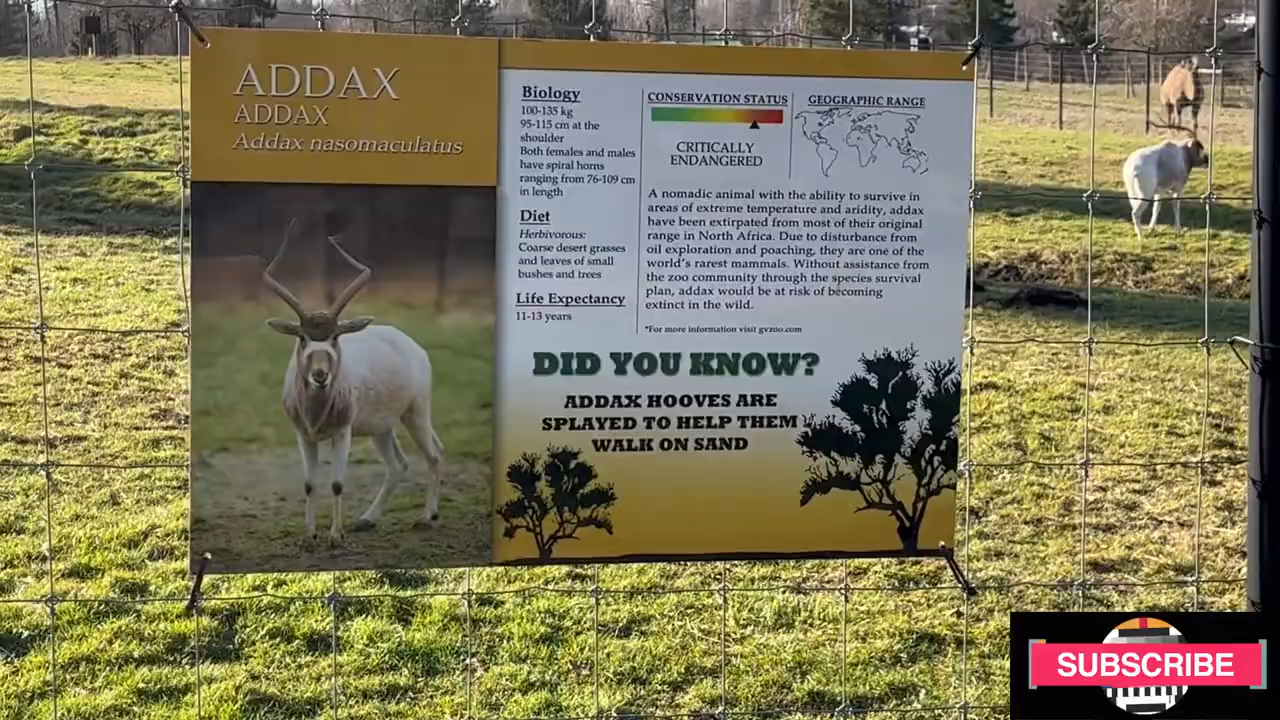 ADDAX
ADDAX
Addax nasomaculatus
Biology
100-135 kg
95-115 cm at the
shoulder
Both females and males
have spiral horns
ranging from 76-109 cm
in length
Diet
Herbivorous:
Coarse desert grasses
and leaves of small
bushes and trees
Life Expectancy
11-13 years
CONSERVATION STATUS
CRITICALLY
ENDANGERED
GEOGRAPHIC RANGE
A nomadic animal with the ability to survive in
areas of extreme temperature and aridity, addax
have been extirpated from most of their original
range in North Africa. Due to disturbance from
oil exploration and poaching, they are one of the
world's rarest mammals. Without assistance from
the zoo community through the species survival
plan, addax would be at risk of becoming
extinct in the wild.
*For more information visit gvzoo.com
DID YOU KNOW?
ADDAX HOOVES ARE
SPLAYED TO HELP THEM
WALK ON SAND
SUBSCRIBE